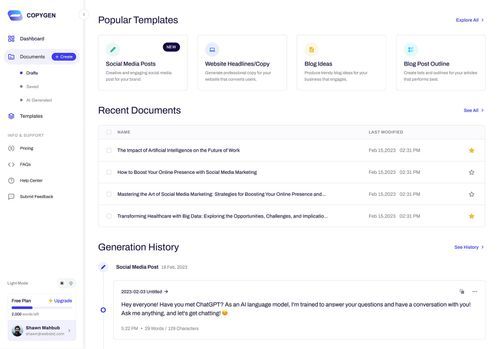 COPYGEN
Dashboard
Documents
+ Create
Drafts
Saved
AI Generated
Templates
INFO & SUPPORT
Pricing
FAQs
Help Center
Submit Feedback
Light Mode
Free Plan
Upgrade
2,000 words left
Shawn Mahbub
Popular Templates
Explore All
NEW
Social Media Posts
Creative and engaging social media
post for your brand.
Website Headlines/Copy
Generate professional copy for your
website that converts users.
Blog Ideas
Produce trendy blog ideas for your
business that engages.
Blog Post Outline
Create lists and outlines for your articles
that performs best.
Recent Documents
See All
NAME
LAST MODIFIED
The Impact of Artificial Intelligence on the Future of Work
Feb 15,2023 02:31 PM
How to Boost Your Online Presence with Social Media Marketing
Feb 15,2023 02:31 PM
Mastering the Art of Social Media Marketing: Strategies for Boosting Your Online Presence and...
Feb 15,2023 02:31 PM
Transforming Healthcare with Big Data: Exploring the Opportunities, Challenges, and Implicatio...
Feb 15,2023 02:31 PM
Generation History
See History
Social Media Post 18 Feb, 2023
2023-02-03 Untitled
Hey everyone! Have you met ChatGPT? As an AI language model, I'm trained to answer your questions and have a conversation with you!
Ask me anything, and let's get chatting! 😊
5:22 PM • 29 Words / 129 Characters